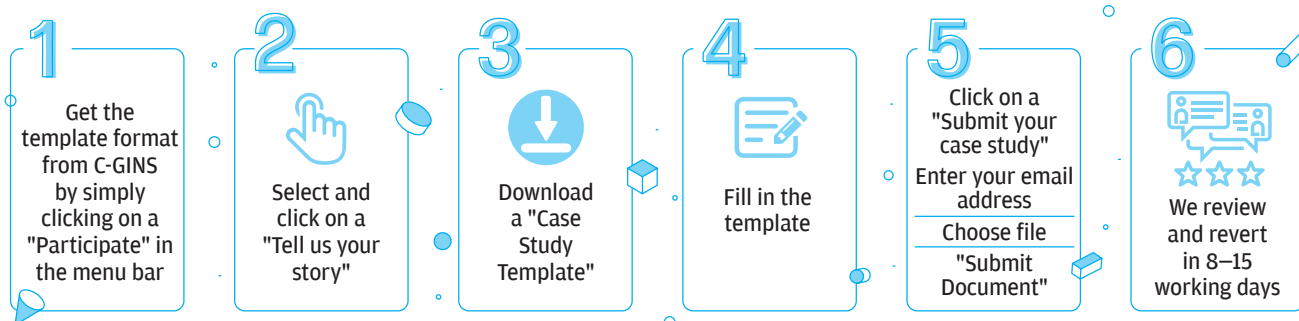 1
Get the
template format
from C-GINS
by simply
clicking on a
"Participate" in
the menu bar
2
Select and
click on a
"Tell us your
story"
3
Download
a "Case
Study
Template"
4
Fill in the
template
5
Click on a
"Submit your
case study"
Enter your email
address
Choose file
"Submit
Document"
6
We review
and revert
in 8–15
working days